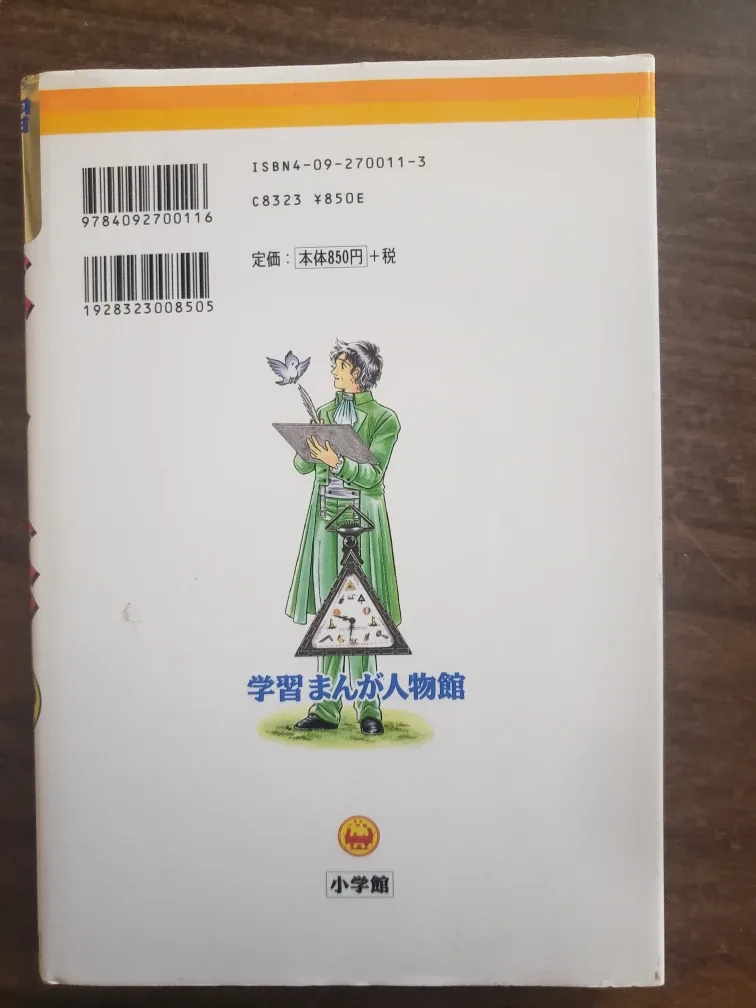 ISBN4-09-270011-3
9784092700116
C8323 ¥850E
定価：本体850円+税
1928323008505
学習まんが人物館
小学館